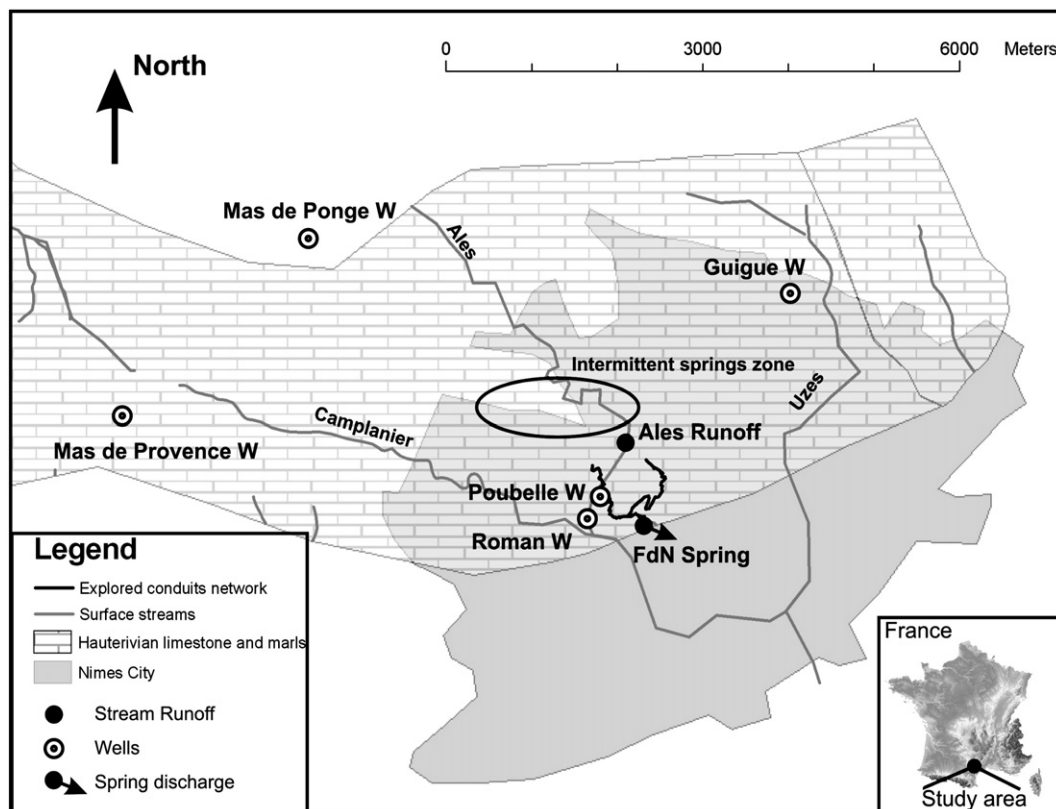 0 3000 6000 Meters
North
Mas de Ponge W
Ales
Guigue W
Intermittent springs zone
Uzes
Camplanier
Ales Runoff
Mas de Provence W
Poubelle W
Roman W
FdN Spring
Legend
Explored conduits network
Surface streams
Hauterivian limestone and marls
Nimes City
Stream Runoff
Wells
Spring discharge
France
Study area